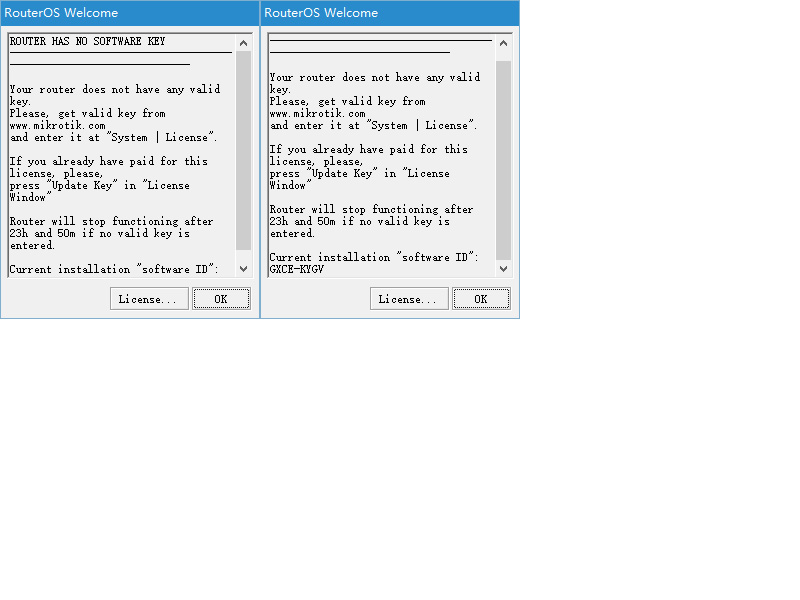 RouterOS Welcome
ROUTER HAS NO SOFTWARE KEY
Your router does not have any valid
key.
Please, get valid key from
www.mikrotik.com
and enter it at "System | License".
If you already have paid for this
license, please,
press "Update Key" in "License
Window"
Router will stop functioning after
23h and 50m if no valid key is
entered.
Current installation "software ID":
License...
OK
RouterOS Welcome
Your router does not have any valid
key.
Please, get valid key from
www.mikrotik.com
and enter it at "System | License".
If you already have paid for this
license, please,
press "Update Key" in "License
Window"
Router will stop functioning after
23h and 50m if no valid key is
entered.
Current installation "software ID":
GXCE-KYGV
License...
OK